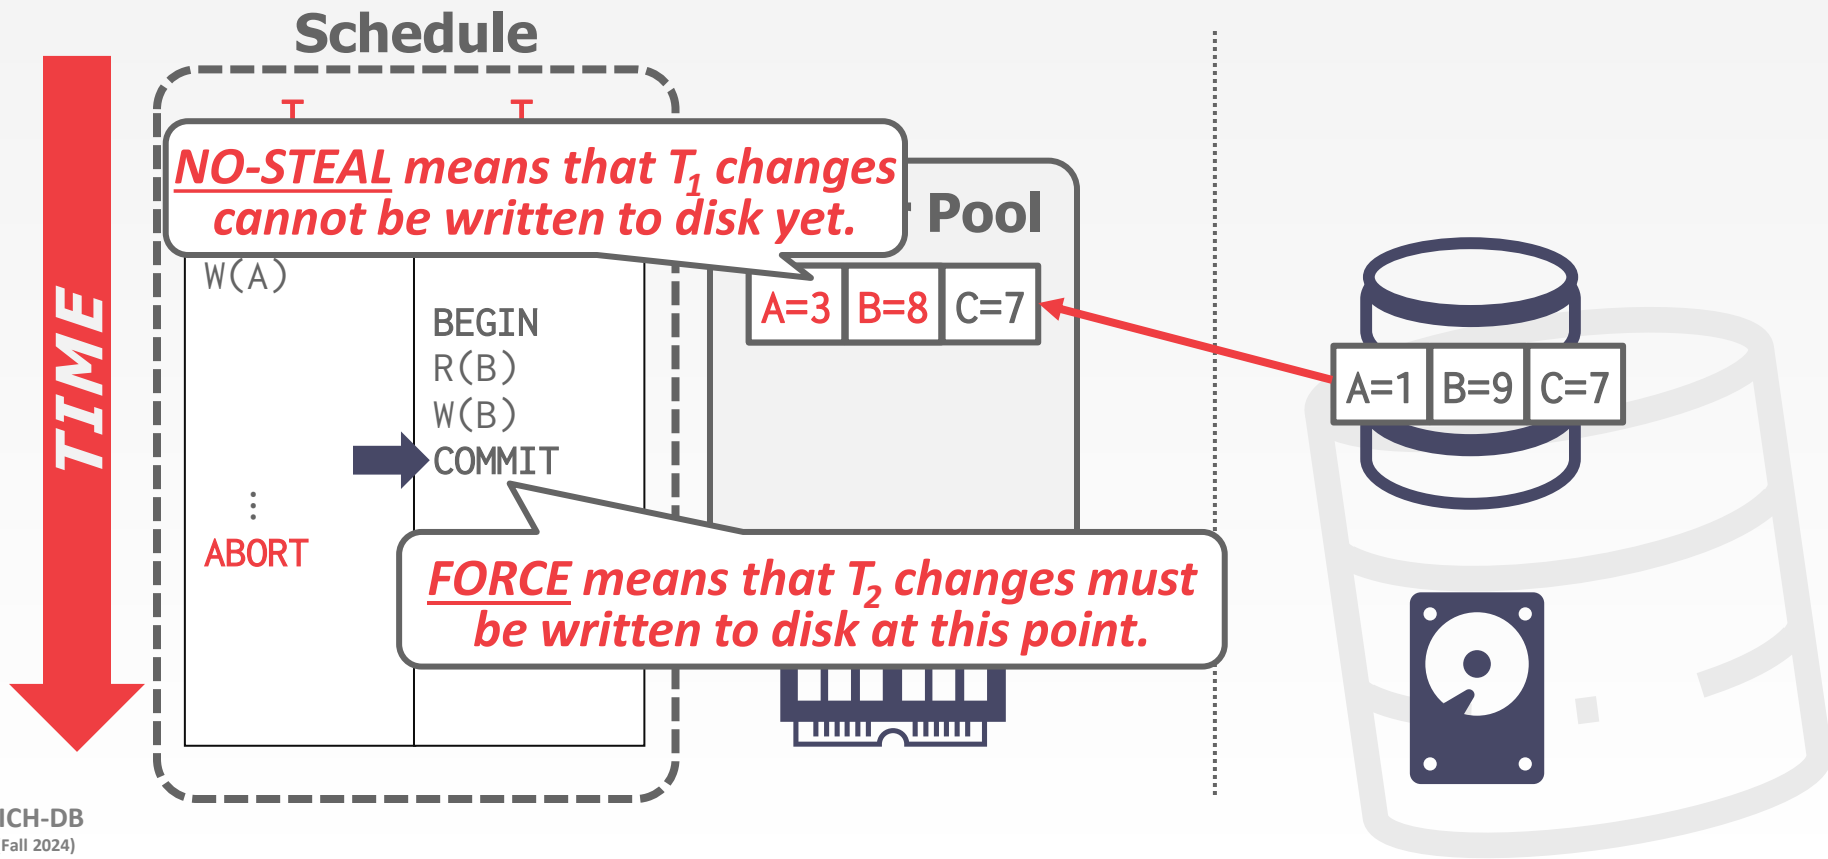 Schedule
T
T
NO-STEAL means that T1 changes
cannot be written to disk yet.
Pool
W(A)
A=3 B=8 C=7
BEGIN
R(B)
W(B)
COMMIT
TIME
A=1 B=9 C=7
⋮
ABORT
FORCE means that T2 changes must
be written to disk at this point.
ICH-DB
Fall 2024)